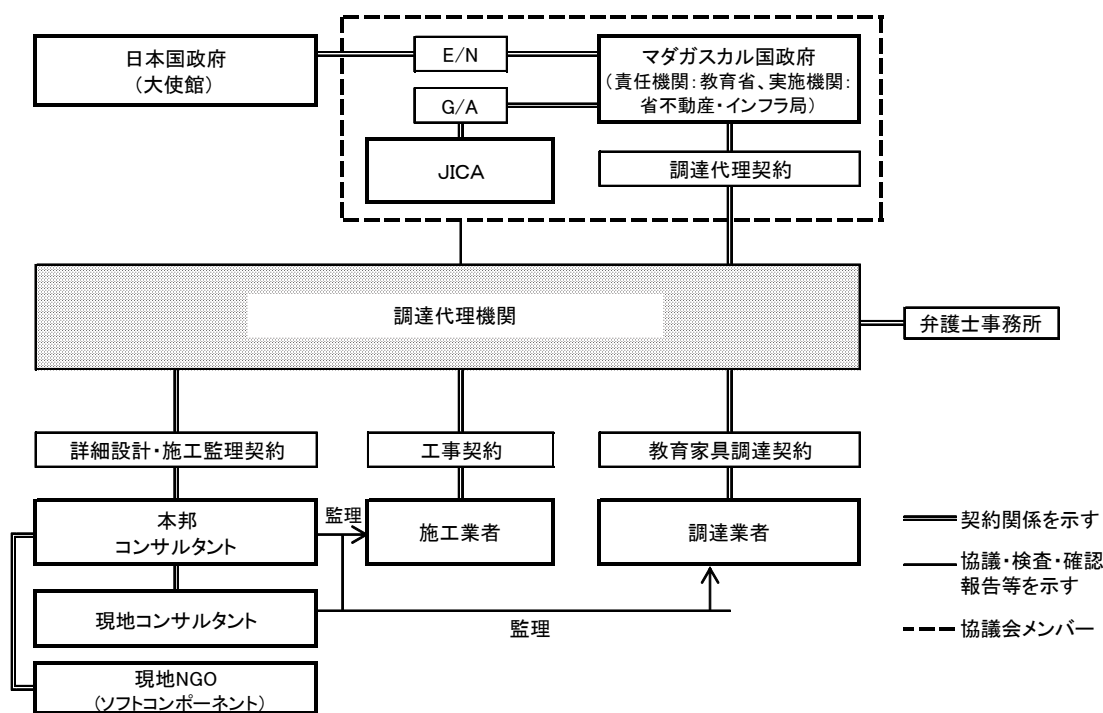 日本国政府
（大使館）
E/N
マダガスカル国政府
（責任機関：教育省、実施機関：
省不動産・インフラ局）
G/A
JICA
調達代理契約
調達代理機関
弁護士事務所
詳細設計・施工監理契約
工事契約
教育家具調達契約
本邦
コンサルタント
監理
施工業者
調達業者
現地コンサルタント
監理
現地NGO
（ソフトコンポーネント）
契約関係を示す
協議・検査・確認
報告等を示す
協議会メンバー